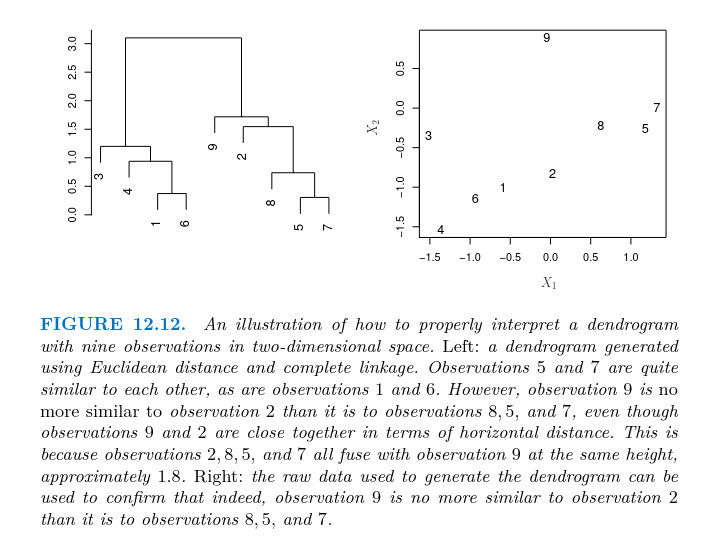 3.0
2.5
2.0
1.5
1.0
0.5
0.0
3
4
1
6
9
2
8
5
7
X2
0.5
0.0
−0.5
−1.0
−1.5
9
7
8
5
3
2
1
6
4
−1.5 −1.0 −0.5 0.0 0.5 1.0
X1
FIGURE 12.12. An illustration of how to properly interpret a dendrogram
with nine observations in two-dimensional space. Left: a dendrogram generated
using Euclidean distance and complete linkage. Observations 5 and 7 are quite
similar to each other, as are observations 1 and 6. However, observation 9 is no
more similar to observation 2 than it is to observations 8, 5, and 7, even though
observations 9 and 2 are close together in terms of horizontal distance. This is
because observations 2, 8, 5, and 7 all fuse with observation 9 at the same height,
approximately 1.8. Right: the raw data used to generate the dendrogram can be
used to confirm that indeed, observation 9 is no more similar to observation 2
than it is to observations 8, 5, and 7.